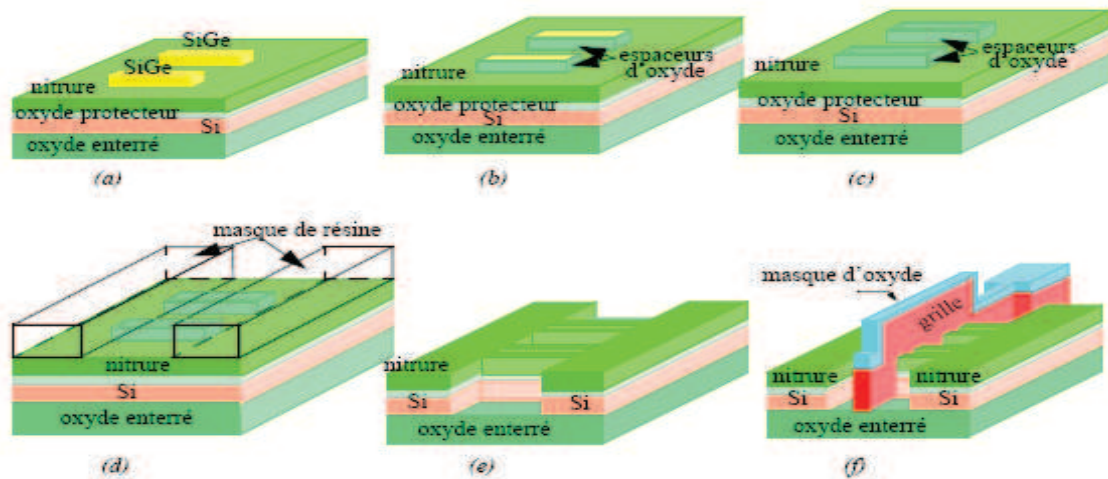 SiGe
SiGe
nitrure
oxyde protecteur
Si
oxyde enterré
(a)
espaceurs
d'oxyde
nitrure
oxyde protecteur
Si
oxyde enterré
(b)
espaceurs
d'oxyde
nitrure
oxyde protecteur
Si
oxyde enterré
(c)
masque de résine
nitrure
Si
oxyde enterré
(d)
nitrure
nitrure
Si
Si
oxyde enterré
(e)
masque d'oxyde
grille
nitrure
nitrure
Si
Si
oxyde enterré
(f)